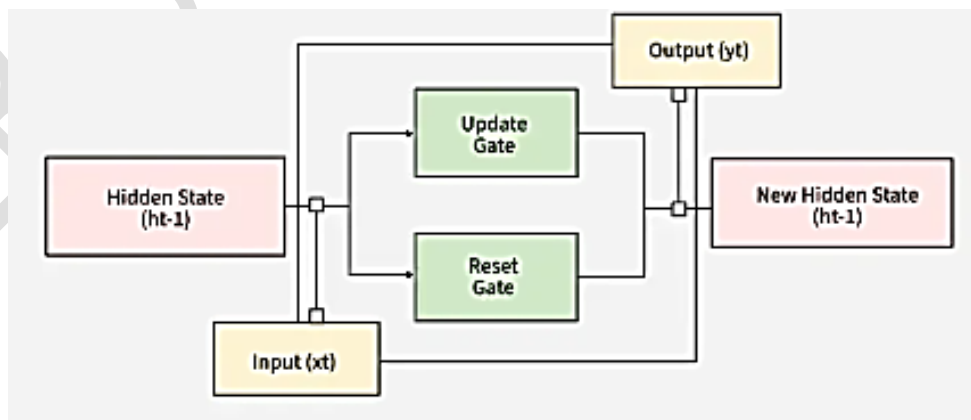 Output (yt)
Update
Gate
Hidden State
(ht-1)
New Hidden State
(ht-1)
Reset
Gate
Input (xt)